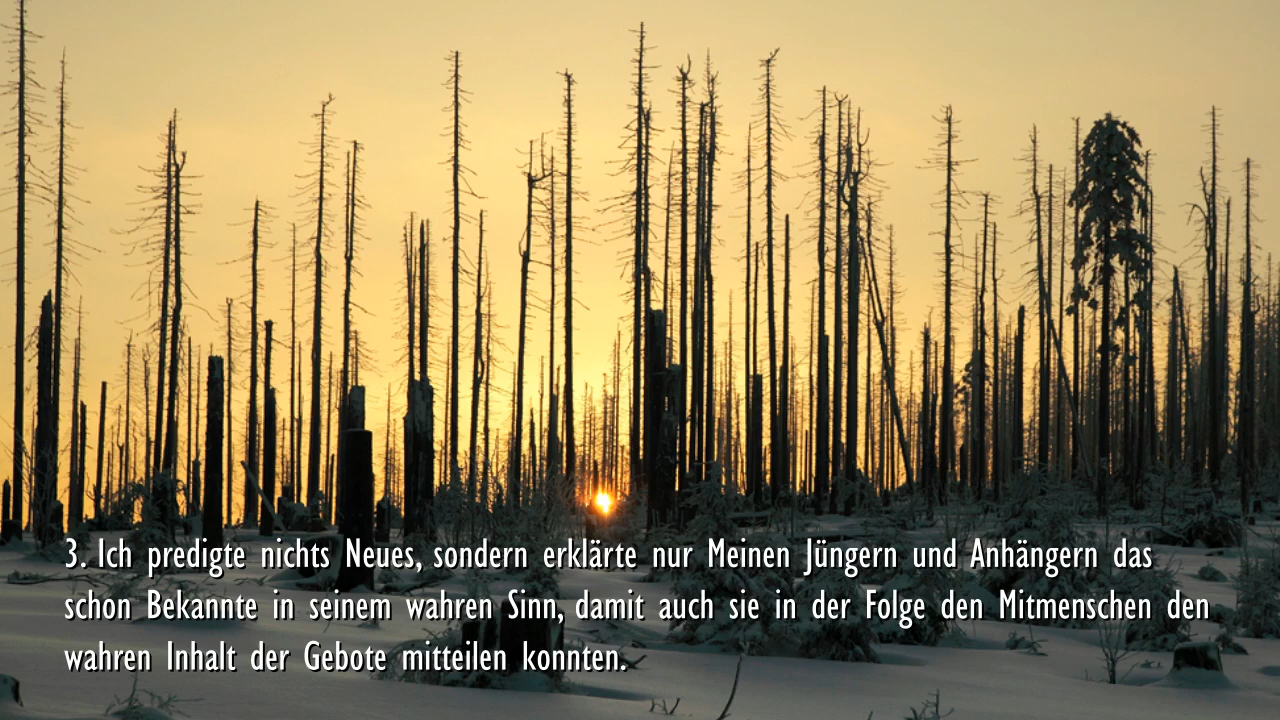 3. Ich predigte nichts Neues, sondern erklärte nur Meinen Jüngern und Anhängern das
schon Bekannte in seinem wahren Sinn, damit auch sie in der Folge den Mitmenschen den
wahren Inhalt der Gebote mitteilen konnten.